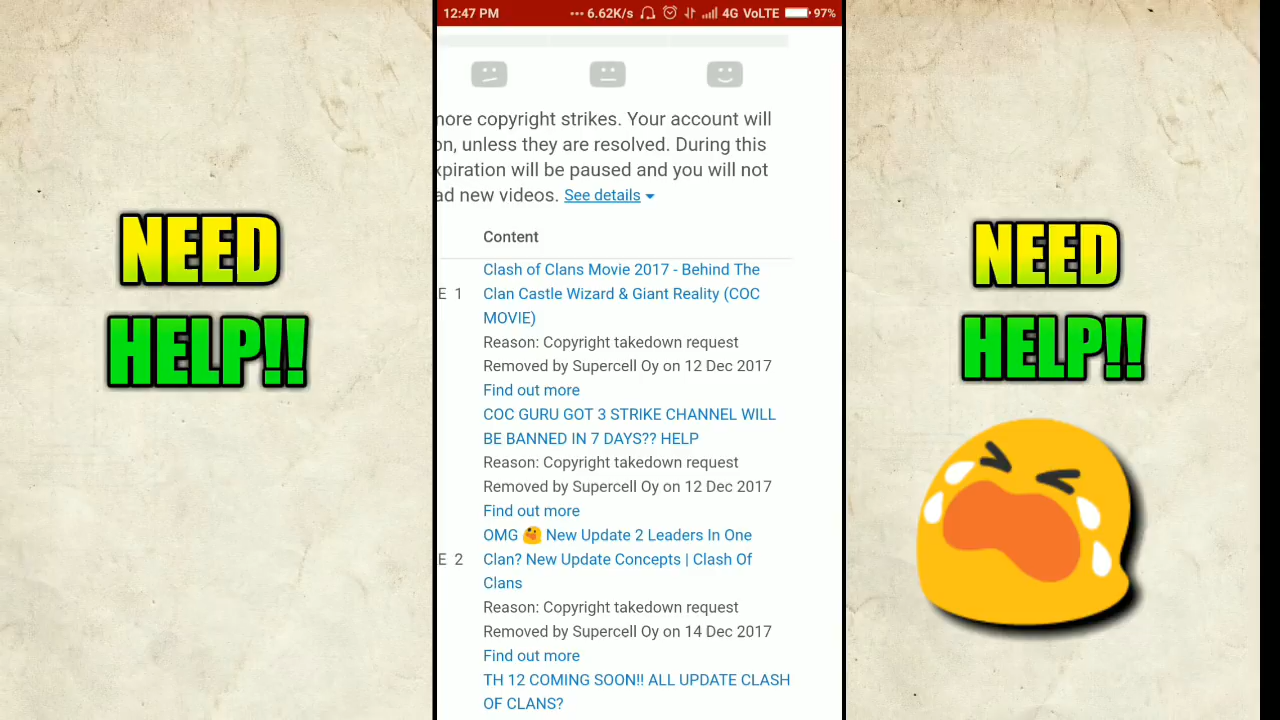 12:47 PM
6.62K/s
4G VoLTE
97%
NEED
HELP!!
NEED
HELP!!
ore copyright strikes. Your account will
on, unless they are resolved. During this
xpiration will be paused and you will not
ad new videos. See details
Content
Clash of Clans Movie 2017 - Behind The
E 1 Clan Castle Wizard & Giant Reality (COC
MOVIE)
Reason: Copyright takedown request
Removed by Supercell Oy on 12 Dec 2017
Find out more
COC GURU GOT 3 STRIKE CHANNEL WILL
BE BANNED IN 7 DAYS?? HELP
Reason: Copyright takedown request
Removed by Supercell Oy on 12 Dec 2017
Find out more
OMG 😱 New Update 2 Leaders In One
E 2 Clan? New Update Concepts | Clash Of
Clans
Reason: Copyright takedown request
Removed by Supercell Oy on 14 Dec 2017
Find out more
TH 12 COMING SOON!! ALL UPDATE CLASH
OF CLANS?